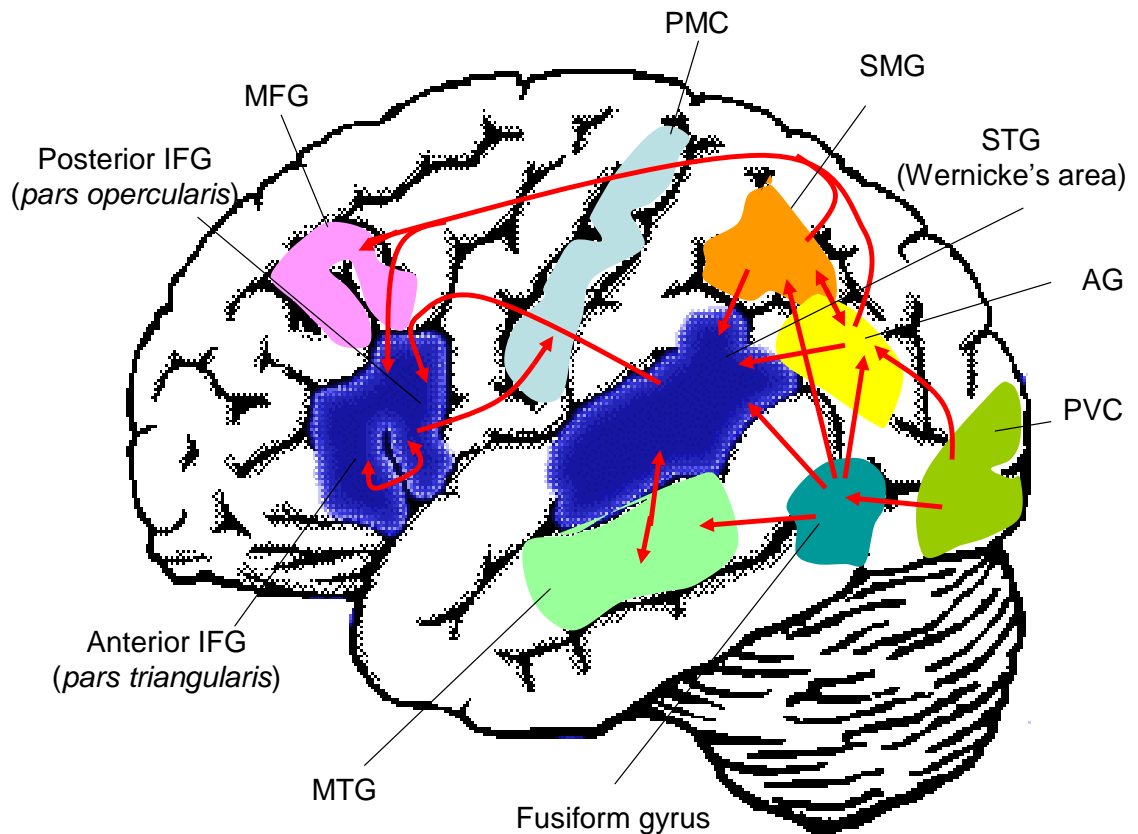 PMC
SMG
MFG
STG
(Wernicke's area)
Posterior IFG
(pars opercularis)
AG
PVC
Anterior IFG
(pars triangularis)
MTG
Fusiform gyrus